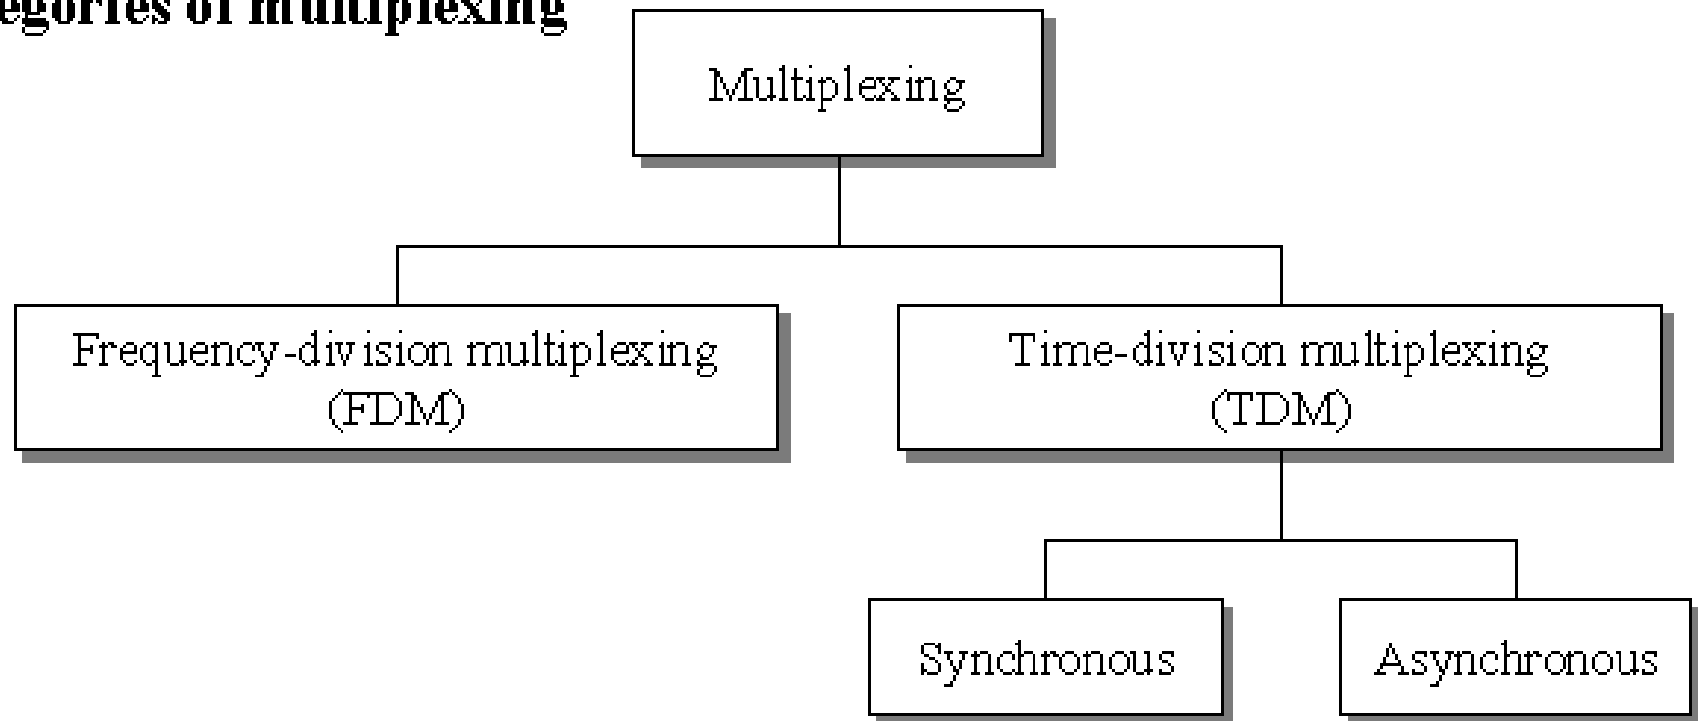 egories of multiplexing
Multiplexing
Frequency-division multiplexing
(FDM)
Time-division multiplexing
(TDM)
Synchronous
Asynchronous